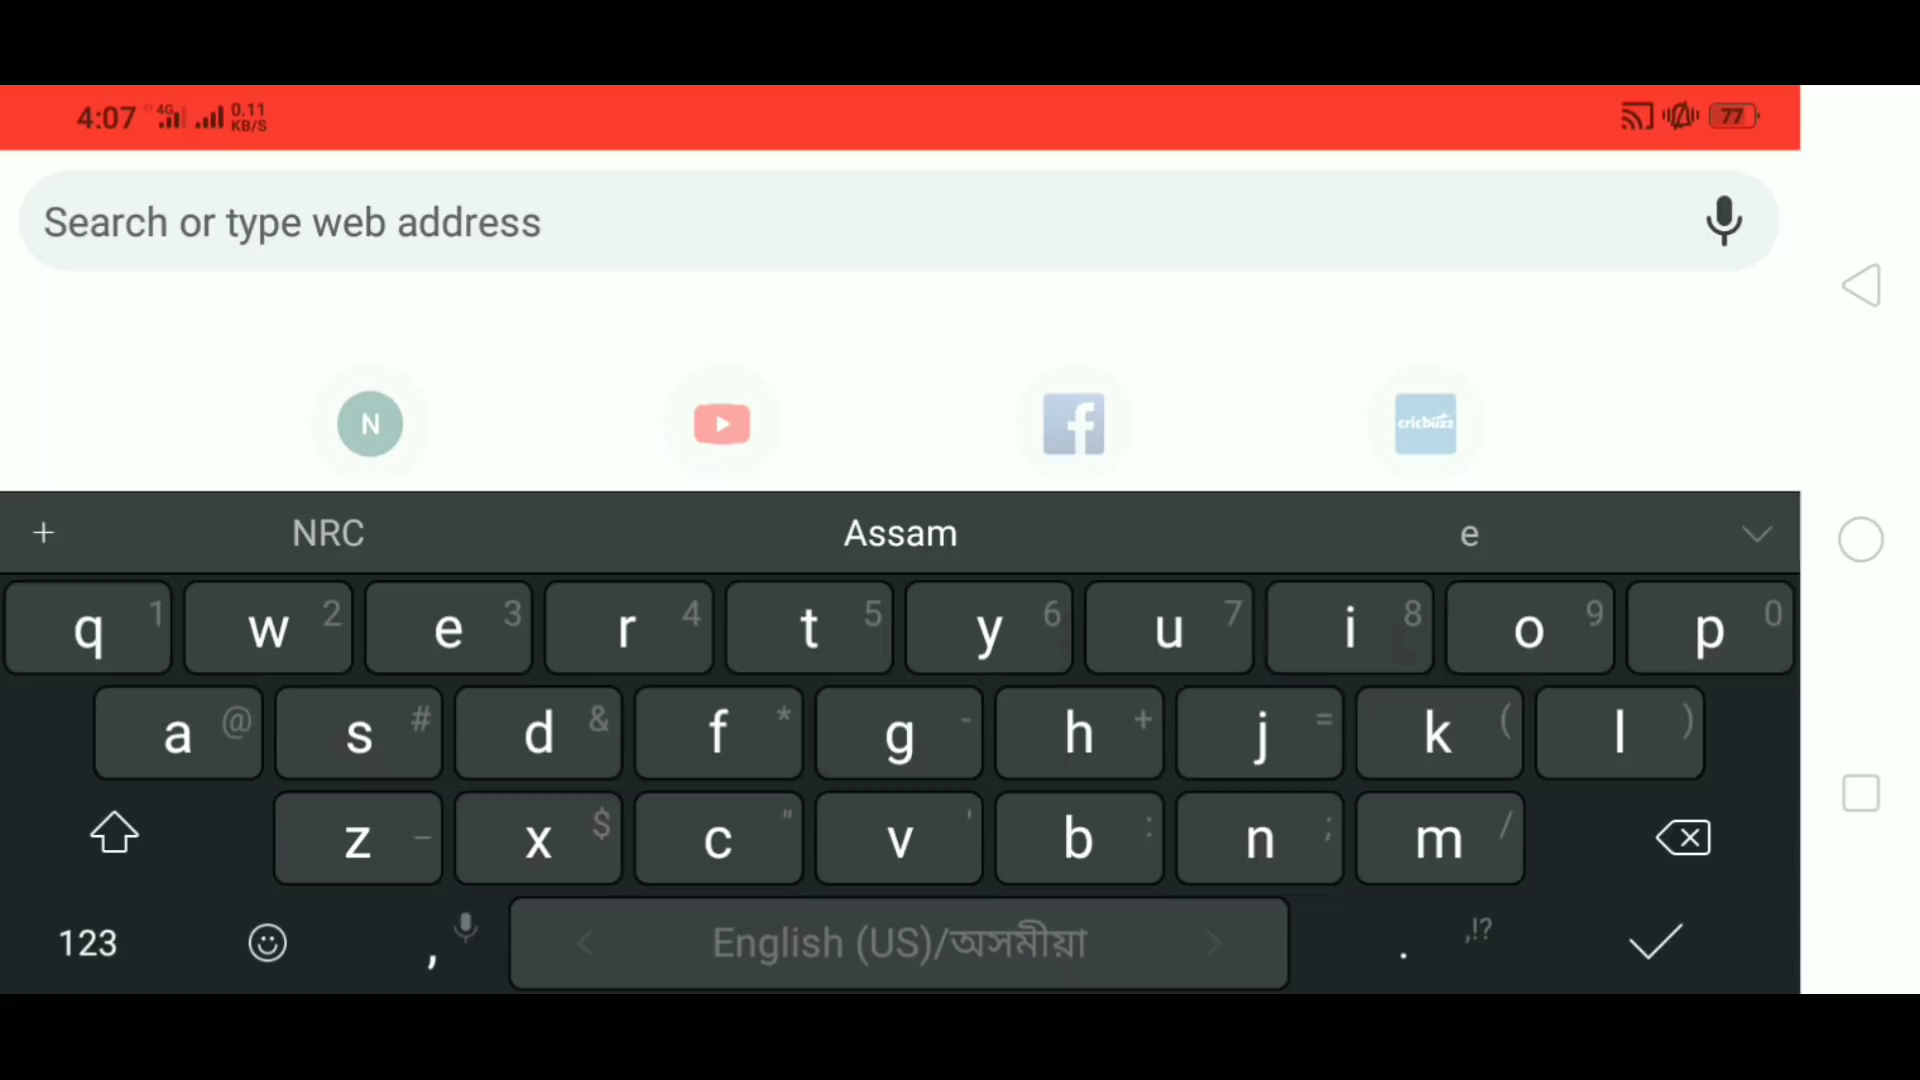 4:07 4G 0.11 KB/S 77
Search or type web address
N f cricbuzz
+ NRC Assam e
q 1 w 2 e 3 r 4 t 5 y 6 u 7 i 8 o 9 p 0
a @ s # d & f * g - h + j = k ( l )
z _ x $ c " v ' b : n ; m /
123 , < English (US)/অসমীয়া > . ,!?